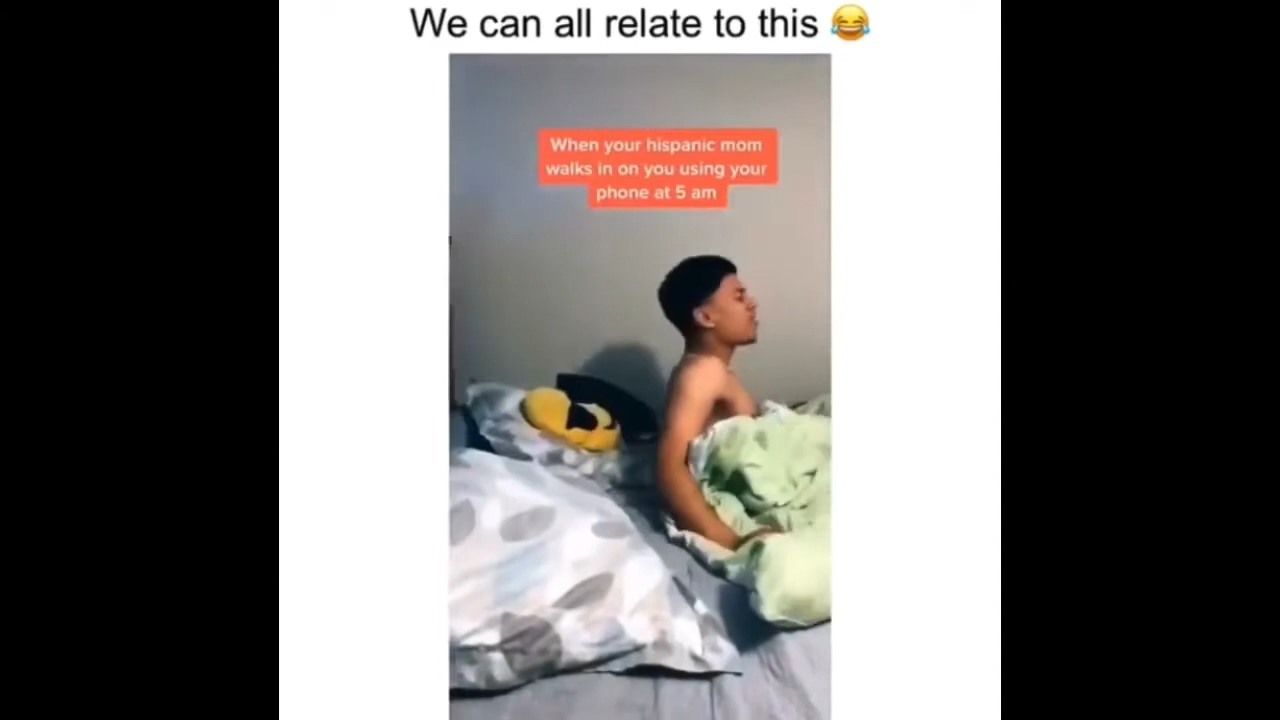 We can all relate to this 😂
When your hispanic mom
walks in on you using your
phone at 5 am